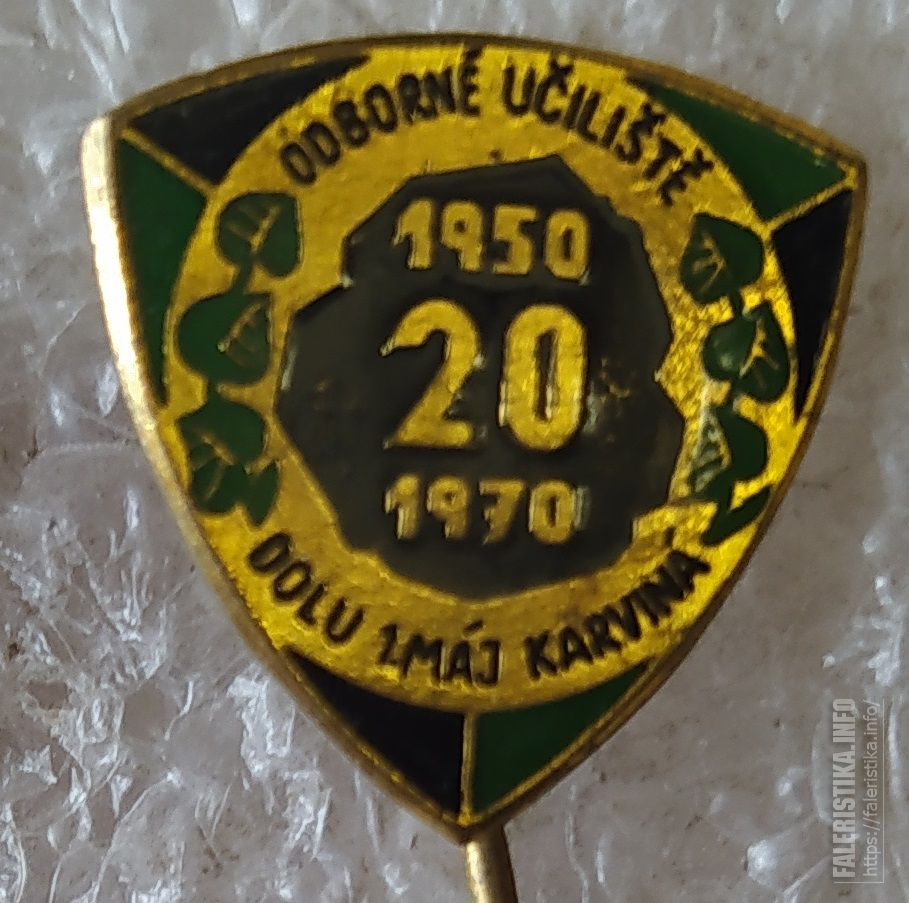 ODBORNÉ UČILIŠTĚ
1950
20
1970
DOLU 1.MÁJ KARVINÁ
FALERISTIKA.INFO
https://faleristika.info/